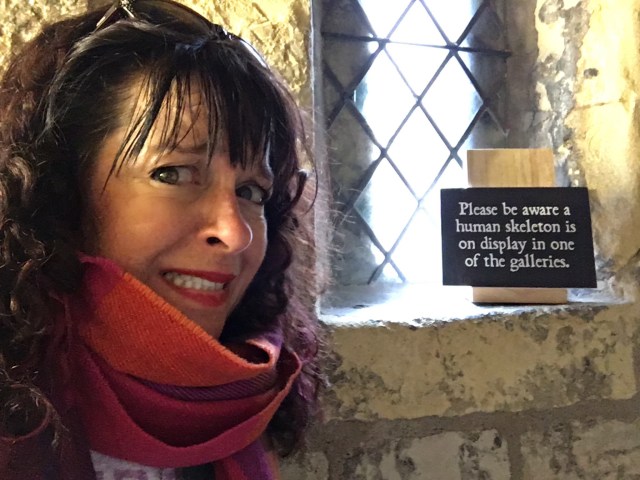 Please be aware a
human skeleton is
on display in one
of the galleries.